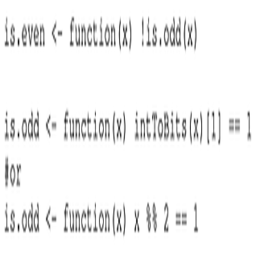 is.even <- function(x) !is.odd(x)
is.odd <- function(x) intToBits(x)[1] == 1
#or
is.odd <- function(x) x %% 2 == 1